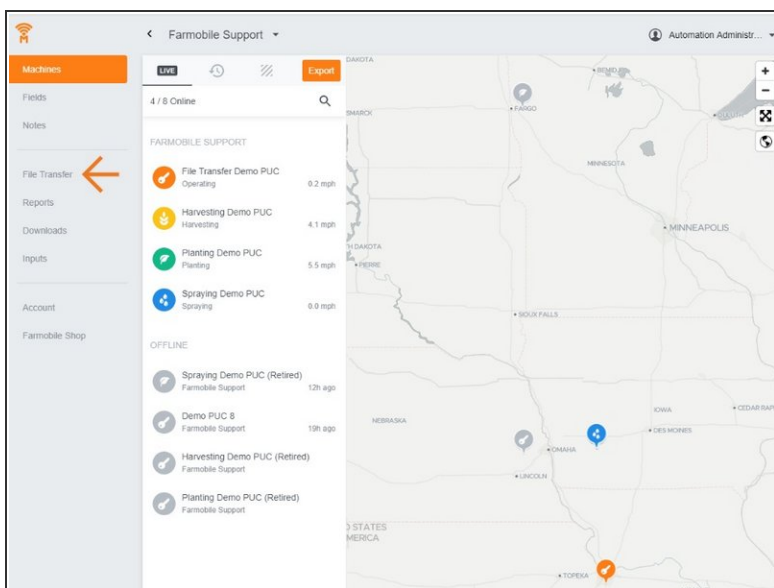 Farmobile Support
Automation Administr...
Machines
Fields
Notes
File Transfer
Reports
Downloads
Inputs
Account
Farmobile Shop
LIVE
Export
4 / 8 Online
FARMOBILE SUPPORT
File Transfer Demo PUC
Operating
0.2 mph
Harvesting Demo PUC
Harvesting
4.1 mph
Planting Demo PUC
Planting
5.5 mph
Spraying Demo PUC
Spraying
0.0 mph
OFFLINE
Spraying Demo PUC (Retired)
Farmobile Support
12h ago
Demo PUC 8
Farmobile Support
19h ago
Harvesting Demo PUC (Retired)
Farmobile Support
Planting Demo PUC (Retired)
Farmobile Support
DAKOTA
BEMIDJI
FARGO
SMARCK
MINNESOTA
MINNEAPOLIS
H DAKOTA
PIERRE
SIOUX FALLS
IOWA
CEDAR RAP
NEBRASKA
DES MOINES
OMAHA
LINCOLN
STATES
MERICA
TOPEKA
+
−